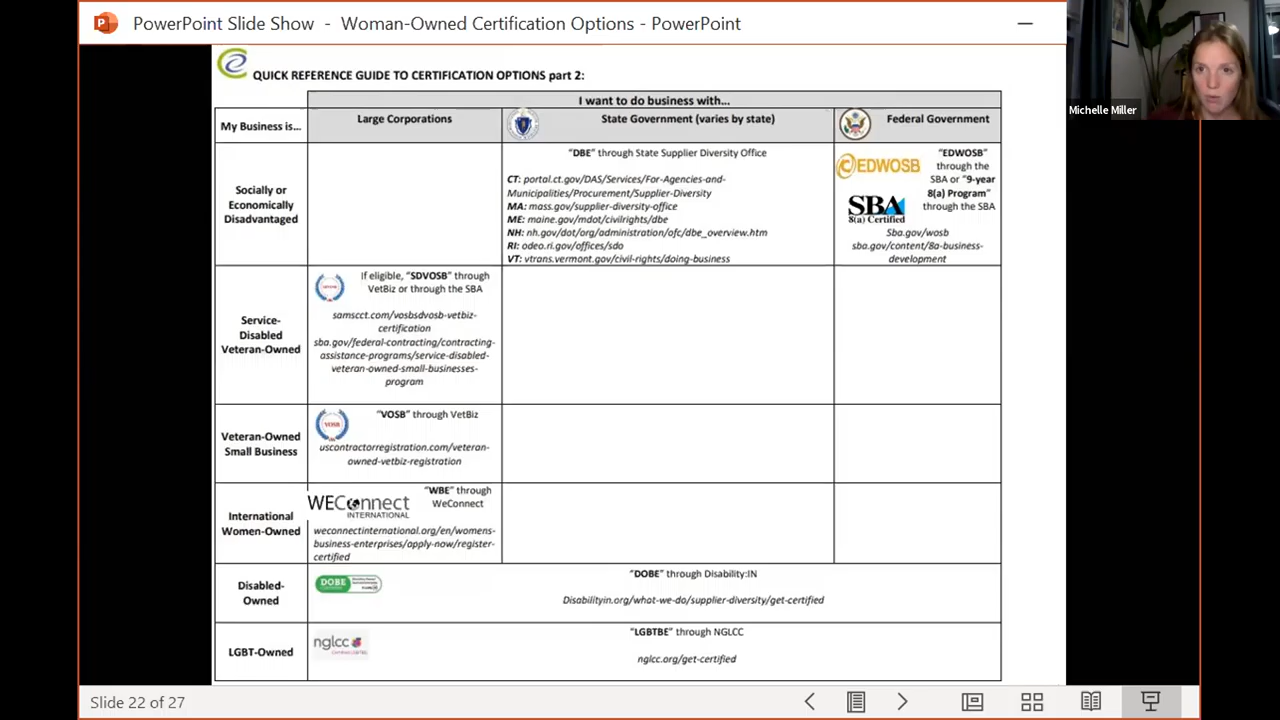 PowerPoint Slide Show - Woman-Owned Certification Options - PowerPoint
Michelle Miller
QUICK REFERENCE GUIDE TO CERTIFICATION OPTIONS part 2:
I want to do business with...
My Business is...
Large Corporations
State Government (varies by state)
Federal Government
Socially or
Economically
Disadvantaged
"DBE" through State Supplier Diversity Office
CT: portal.ct.gov/DAS/Services/For-Agencies-and-
Municipalities/Procurement/Supplier-Diversity
MA: mass.gov/supplier-diversity-office
ME: maine.gov/mdot/civilrights/dbe
NH: nh.gov/dot/org/administration/ofc/dbe_overview.htm
RI: odeo.ri.gov/offices/sdo
VT: vtrans.vermont.gov/civil-rights/doing-business
EDWOSB
SBA
8(a) Certified
"EDWOSB"
through the
SBA or "9-year
8(a) Program"
through the SBA
Sba.gov/wosb
sba.gov/content/8a-business-
development
Service-
Disabled
Veteran-Owned
If eligible, "SDVOSB" through
VetBiz or through the SBA
samscct.com/vosbsdvosb-vetbiz-
certification
sba.gov/federal-contracting/contracting-
assistance-programs/service-disabled-
veteran-owned-small-businesses-
program
Veteran-Owned
Small Business
VOSB
"VOSB" through VetBiz
uscontractorregistration.com/veteran-
owned-vetbiz-registration
International
Women-Owned
WEConnect
INTERNATIONAL
"WBE" through
WeConnect
weconnectinternational.org/en/womens-
business-enterprises/apply-now/register-
certified
Disabled-
Owned
DOBE
"DOBE" through Disability:IN
Disabilityin.org/what-we-do/supplier-diversity/get-certified
LGBT-Owned
nglcc
"LGBTBE" through NGLCC
nglcc.org/get-certified
Slide 22 of 27